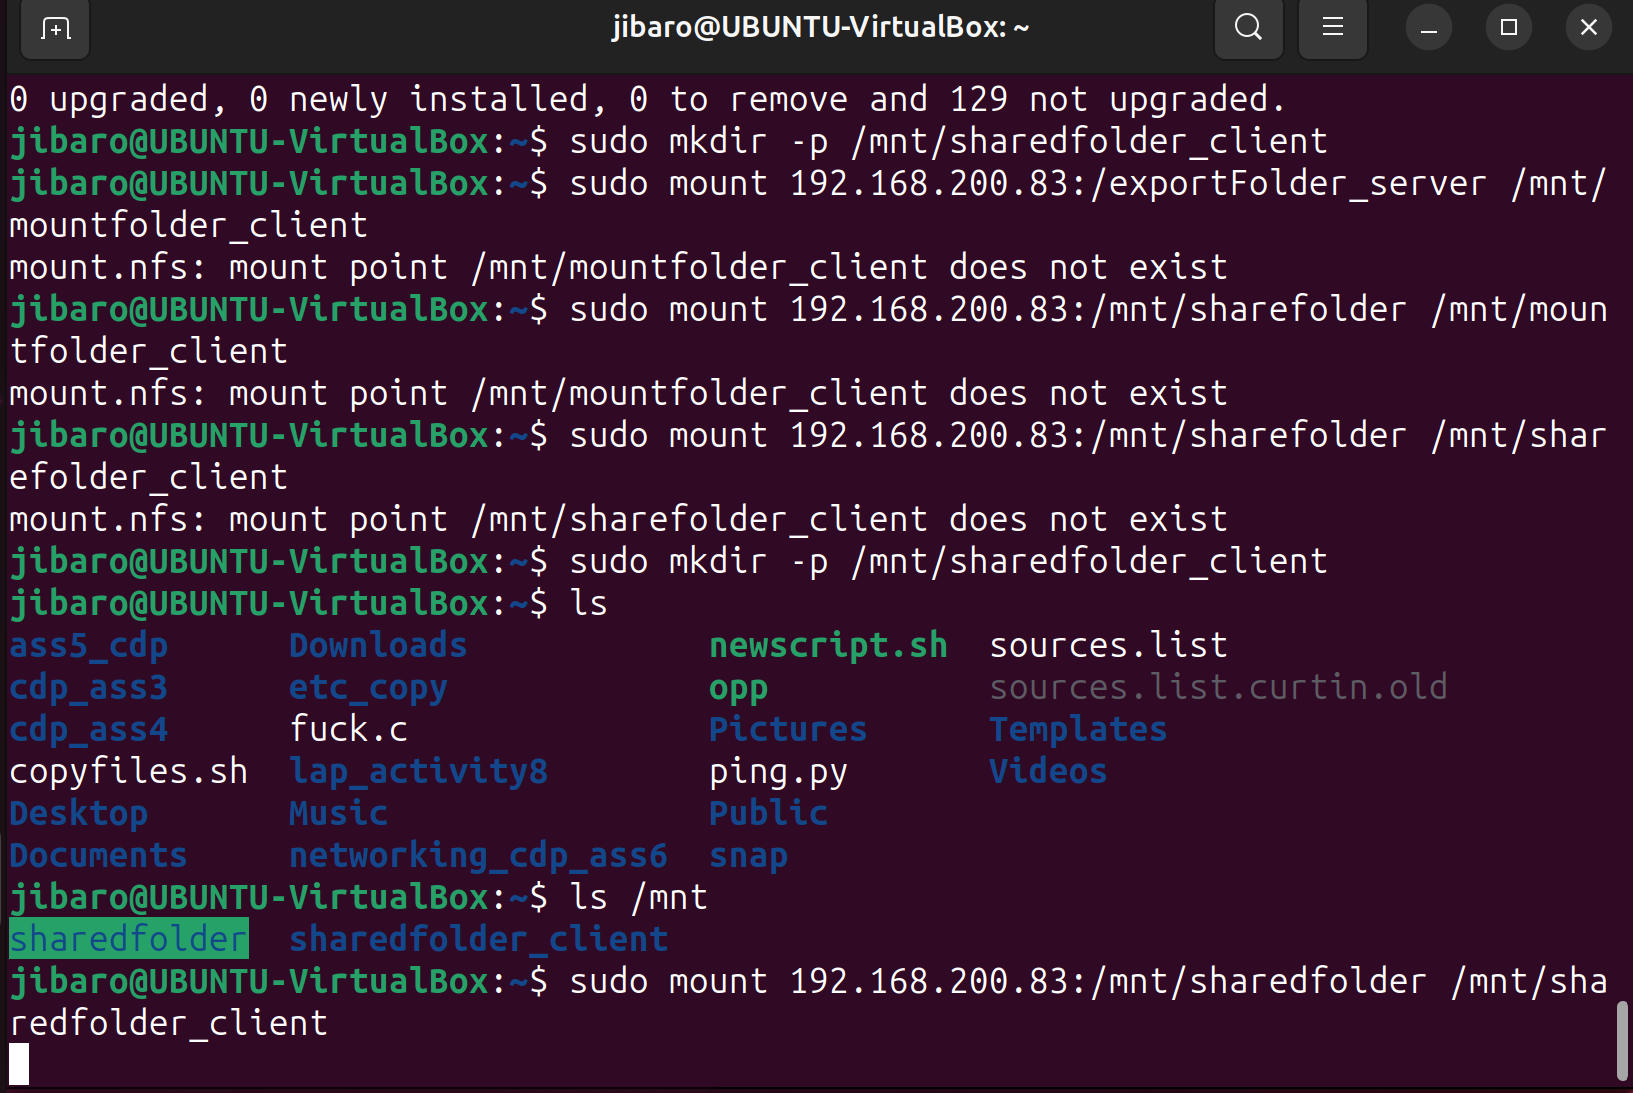 jibaro@UBUNTU-VirtualBox: ~
0 upgraded, 0 newly installed, 0 to remove and 129 not upgraded.
jibaro@UBUNTU-VirtualBox:~$ sudo mkdir -p /mnt/sharedfolder_client
jibaro@UBUNTU-VirtualBox:~$ sudo mount 192.168.200.83:/exportFolder_server /mnt/
mountfolder_client
mount.nfs: mount point /mnt/mountfolder_client does not exist
jibaro@UBUNTU-VirtualBox:~$ sudo mount 192.168.200.83:/mnt/sharefolder /mnt/moun
tfolder_client
mount.nfs: mount point /mnt/mountfolder_client does not exist
jibaro@UBUNTU-VirtualBox:~$ sudo mount 192.168.200.83:/mnt/sharefolder /mnt/shar
efolder_client
mount.nfs: mount point /mnt/sharefolder_client does not exist
jibaro@UBUNTU-VirtualBox:~$ sudo mkdir -p /mnt/sharedfolder_client
jibaro@UBUNTU-VirtualBox:~$ ls
ass5_cdp      Downloads            newscript.sh  sources.list
cdp_ass3      etc_copy             opp           sources.list.curtin.old
cdp_ass4      fuck.c               Pictures      Templates
copyfiles.sh  lap_activity8        ping.py       Videos
Desktop       Music                Public
Documents     networking_cdp_ass6  snap
jibaro@UBUNTU-VirtualBox:~$ ls /mnt
sharedfolder  sharedfolder_client
jibaro@UBUNTU-VirtualBox:~$ sudo mount 192.168.200.83:/mnt/sharedfolder /mnt/sha
redfolder_client